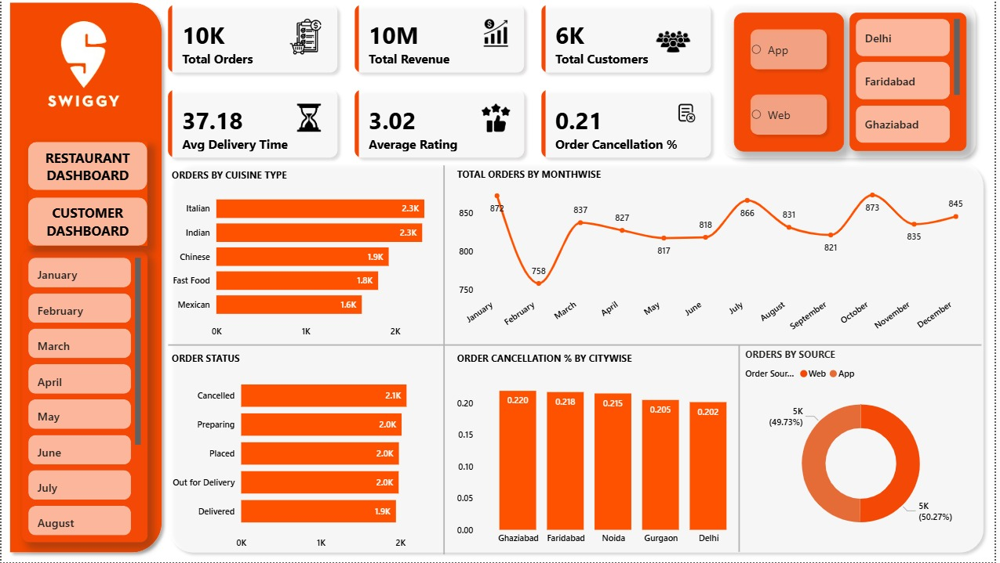 SWIGGY
RESTAURANT
DASHBOARD
CUSTOMER
DASHBOARD
January
February
March
April
May
June
July
August
10K
Total Orders
10M
Total Revenue
6K
Total Customers
37.18
Avg Delivery Time
3.02
Average Rating
0.21
Order Cancellation %
App
Web
Delhi
Faridabad
Ghaziabad
ORDERS BY CUISINE TYPE
Italian 2.3K
Indian 2.3K
Chinese 1.9K
Fast Food 1.8K
Mexican 1.6K
0K 1K 2K
TOTAL ORDERS BY MONTHWISE
850
800
750
872
758
837
827
817
818
866
831
821
873
835
845
January
February
March
April
May
June
July
August
September
October
November
December
ORDER STATUS
Cancelled 2.1K
Preparing 2.0K
Placed 2.0K
Out for Delivery 2.0K
Delivered 1.9K
0K 1K 2K
ORDER CANCELLATION % BY CITYWISE
0.20
0.15
0.10
0.05
0.00
0.220 0.218 0.215 0.205 0.202
Ghaziabad Faridabad Noida Gurgaon Delhi
ORDERS BY SOURCE
Order Sour... Web App
5K
(49.73%)
5K
(50.27%)